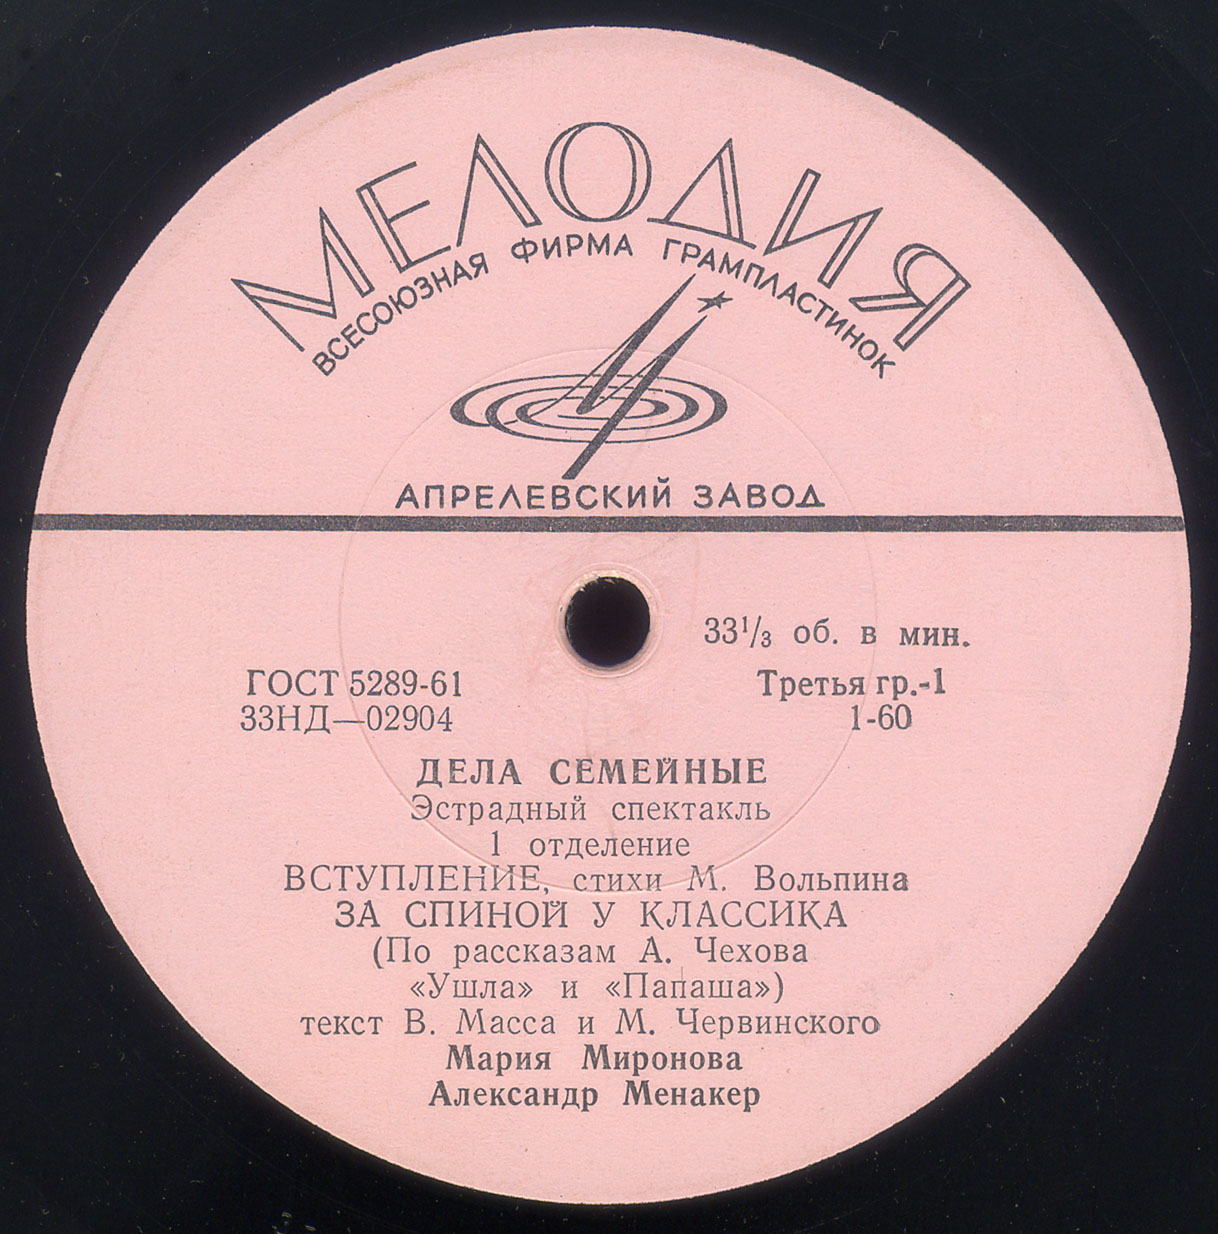 МЕЛОДИЯ
ВСЕСОЮЗНАЯ ФИРМА ГРАМПЛАСТИНОК
АПРЕЛЕВСКИЙ ЗАВОД
33⅓ об. в мин.
ГОСТ 5289-61 Третья гр.-1
33НД—02904 1-60
ДЕЛА СЕМЕЙНЫЕ
Эстрадный спектакль
1 отделение
ВСТУПЛЕНИЕ, стихи М. Вольпина
ЗА СПИНОЙ У КЛАССИКА
(По рассказам А. Чехова
«Ушла» и «Папаша»)
текст В. Масса и М. Червинского
Мария Миронова
Александр Менакер